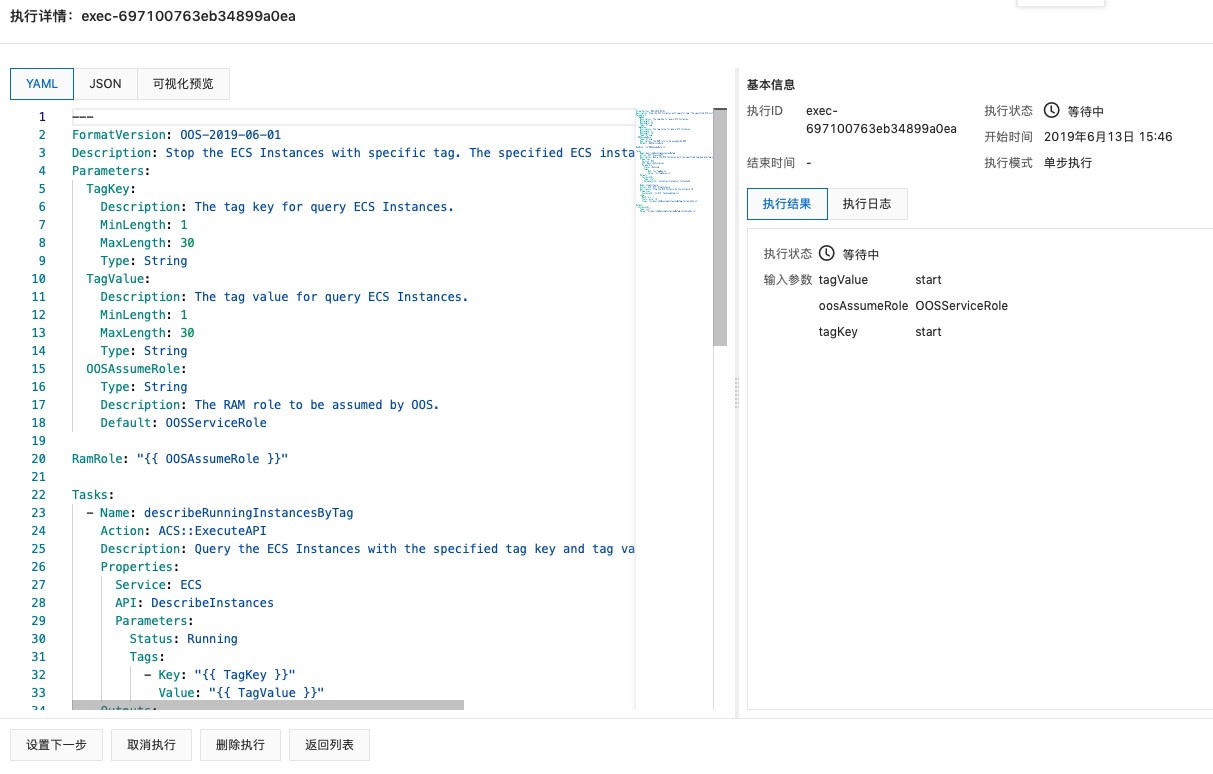 执行详情：exec-697100763eb34899a0ea
YAML JSON 可视化预览
1 ---
2 FormatVersion: OOS-2019-06-01
3 Description: Stop the ECS Instances with specific tag. The specified ECS insta
4 Parameters:
5 TagKey:
6 Description: The tag key for query ECS Instances.
7 MinLength: 1
8 MaxLength: 30
9 Type: String
10 TagValue:
11 Description: The tag value for query ECS Instances.
12 MinLength: 1
13 MaxLength: 30
14 Type: String
15 OOSAssumeRole:
16 Type: String
17 Description: The RAM role to be assumed by OOS.
18 Default: OOSServiceRole
19
20 RamRole: "{{ OOSAssumeRole }}"
21
22 Tasks:
23 - Name: describeRunningInstancesByTag
24 Action: ACS::ExecuteAPI
25 Description: Query the ECS Instances with the specified tag key and tag va
26 Properties:
27 Service: ECS
28 API: DescribeInstances
29 Parameters:
30 Status: Running
31 Tags:
32 - Key: "{{ TagKey }}"
33 Value: "{{ TagValue }}"
34 Outputs:
基本信息
执行ID exec-
697100763eb34899a0ea
执行状态 等待中
开始时间 2019年6月13日 15:46
结束时间 -
执行模式 单步执行
执行结果 执行日志
执行状态 等待中
输入参数 tagValue start
oosAssumeRole OOSServiceRole
tagKey start
设置下一步 取消执行 删除执行 返回列表